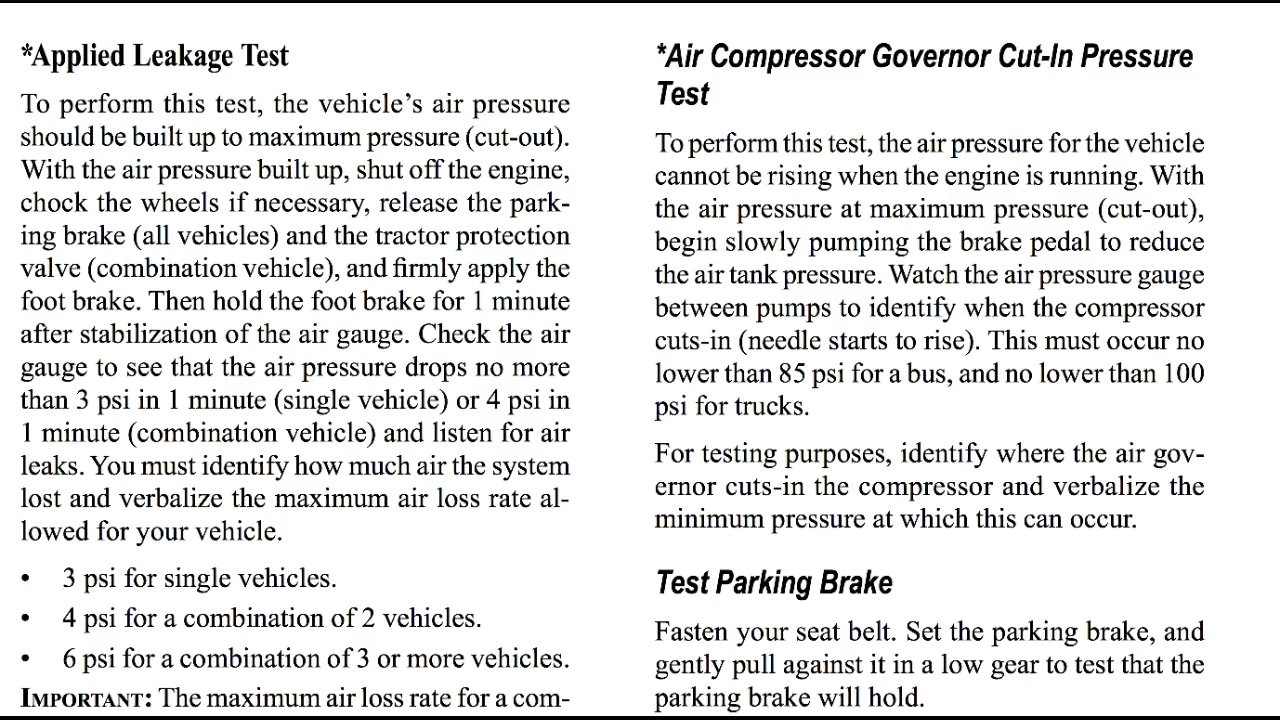 *Applied Leakage Test
To perform this test, the vehicle's air pressure
should be built up to maximum pressure (cut-out).
With the air pressure built up, shut off the engine,
chock the wheels if necessary, release the park-
ing brake (all vehicles) and the tractor protection
valve (combination vehicle), and firmly apply the
foot brake. Then hold the foot brake for 1 minute
after stabilization of the air gauge. Check the air
gauge to see that the air pressure drops no more
than 3 psi in 1 minute (single vehicle) or 4 psi in
1 minute (combination vehicle) and listen for air
leaks. You must identify how much air the system
lost and verbalize the maximum air loss rate al-
lowed for your vehicle.
• 3 psi for single vehicles.
• 4 psi for a combination of 2 vehicles.
• 6 psi for a combination of 3 or more vehicles.
IMPORTANT: The maximum air loss rate for a com-
*Air Compressor Governor Cut-In Pressure
Test
To perform this test, the air pressure for the vehicle
cannot be rising when the engine is running. With
the air pressure at maximum pressure (cut-out),
begin slowly pumping the brake pedal to reduce
the air tank pressure. Watch the air pressure gauge
between pumps to identify when the compressor
cuts-in (needle starts to rise). This must occur no
lower than 85 psi for a bus, and no lower than 100
psi for trucks.
For testing purposes, identify where the air gov-
ernor cuts-in the compressor and verbalize the
minimum pressure at which this can occur.
Test Parking Brake
Fasten your seat belt. Set the parking brake, and
gently pull against it in a low gear to test that the
parking brake will hold.